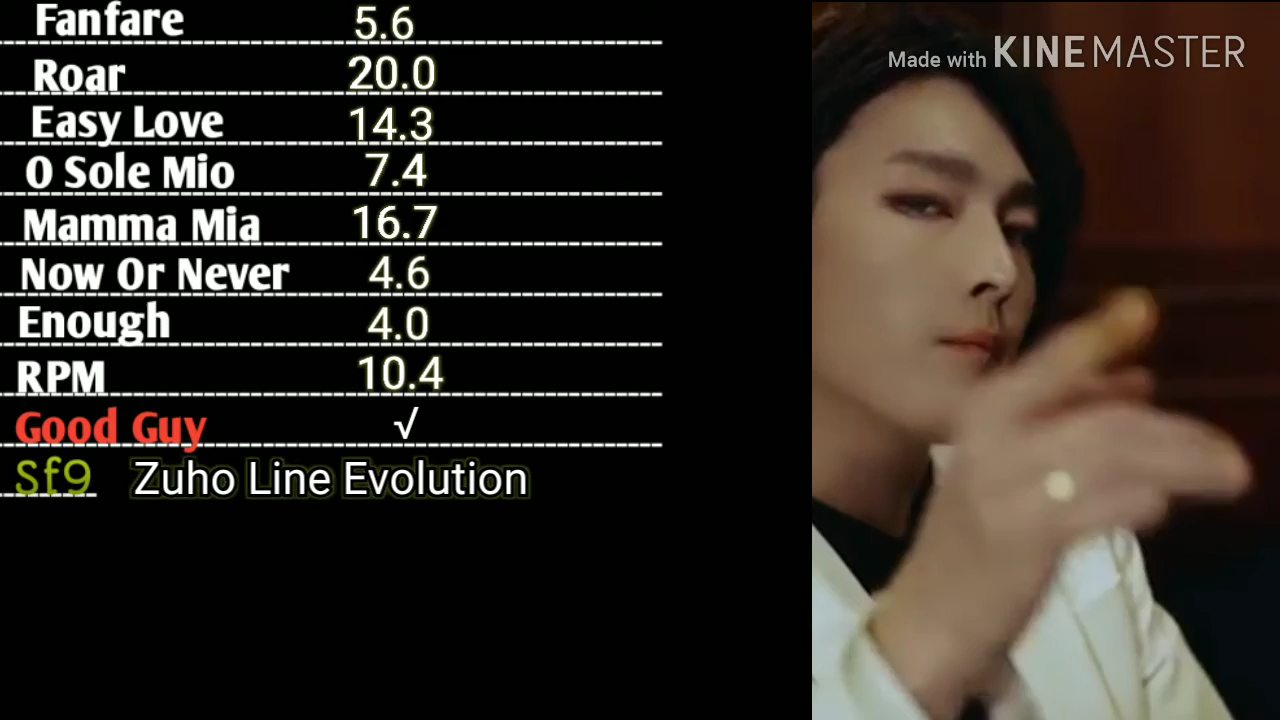 Fanfare 5.6
Roar 20.0
Easy Love 14.3
O Sole Mio 7.4
Mamma Mia 16.7
Now Or Never 4.6
Enough 4.0
RPM 10.4
Good Guy √
Sf9 Zuho Line Evolution
Made with KINEMASTER